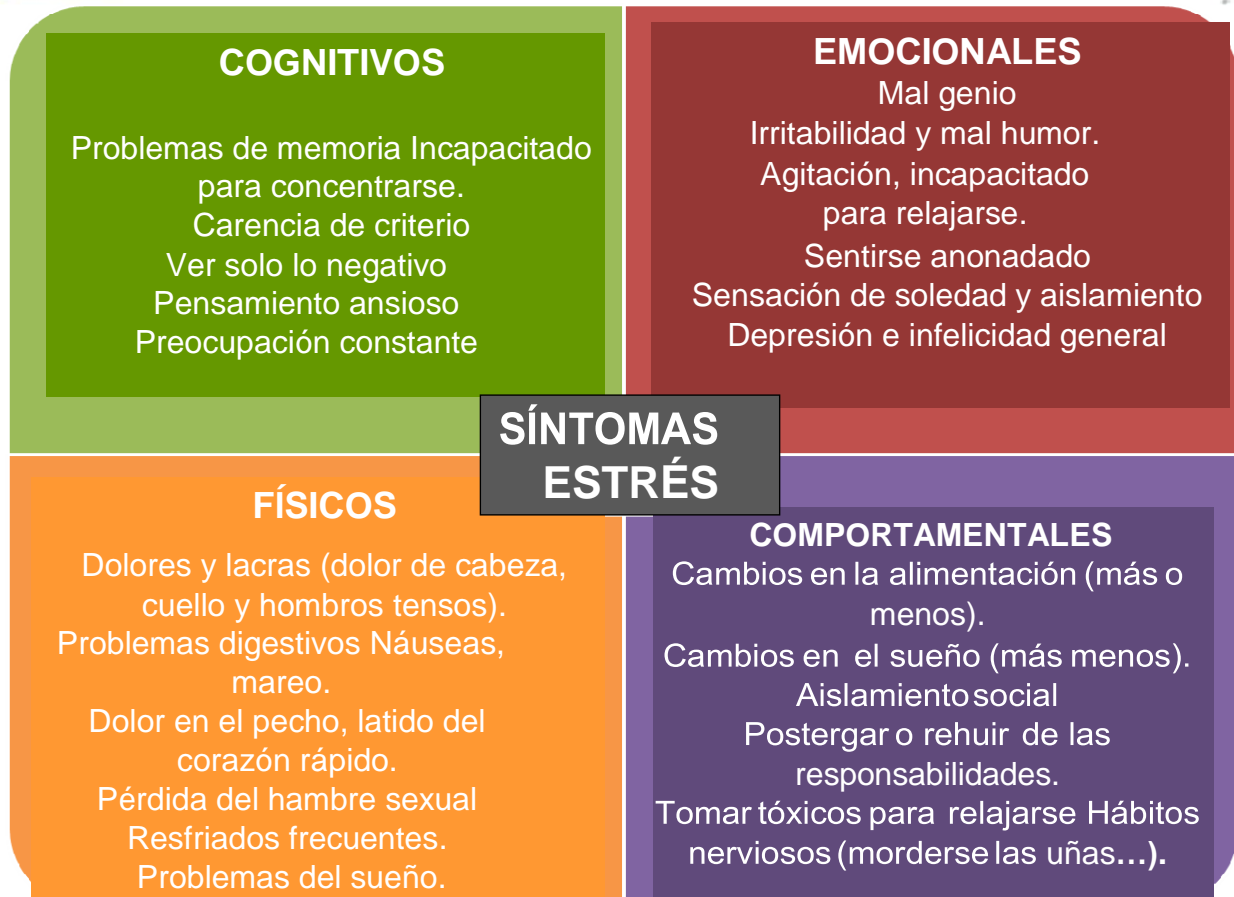 COGNITIVOS
Problemas de memoria Incapacitado
para concentrarse.
Carencia de criterio
Ver solo lo negativo
Pensamiento ansioso
Preocupación constante
EMOCIONALES
Mal genio
Irritabilidad y mal humor.
Agitación, incapacitado
para relajarse.
Sentirse anonadado
Sensación de soledad y aislamiento
Depresión e infelicidad general
SÍNTOMAS
ESTRÉS
FÍSICOS
Dolores y lacras (dolor de cabeza,
cuello y hombros tensos).
Problemas digestivos Náuseas,
mareo.
Dolor en el pecho, latido del
corazón rápido.
Pérdida del hambre sexual
Resfriados frecuentes.
Problemas del sueño.
COMPORTAMENTALES
Cambios en la alimentación (más o
menos).
Cambios en el sueño (más menos).
Aislamiento social
Postergar o rehuir de las
responsabilidades.
Tomar tóxicos para relajarse Hábitos
nerviosos (morderse las uñas…).